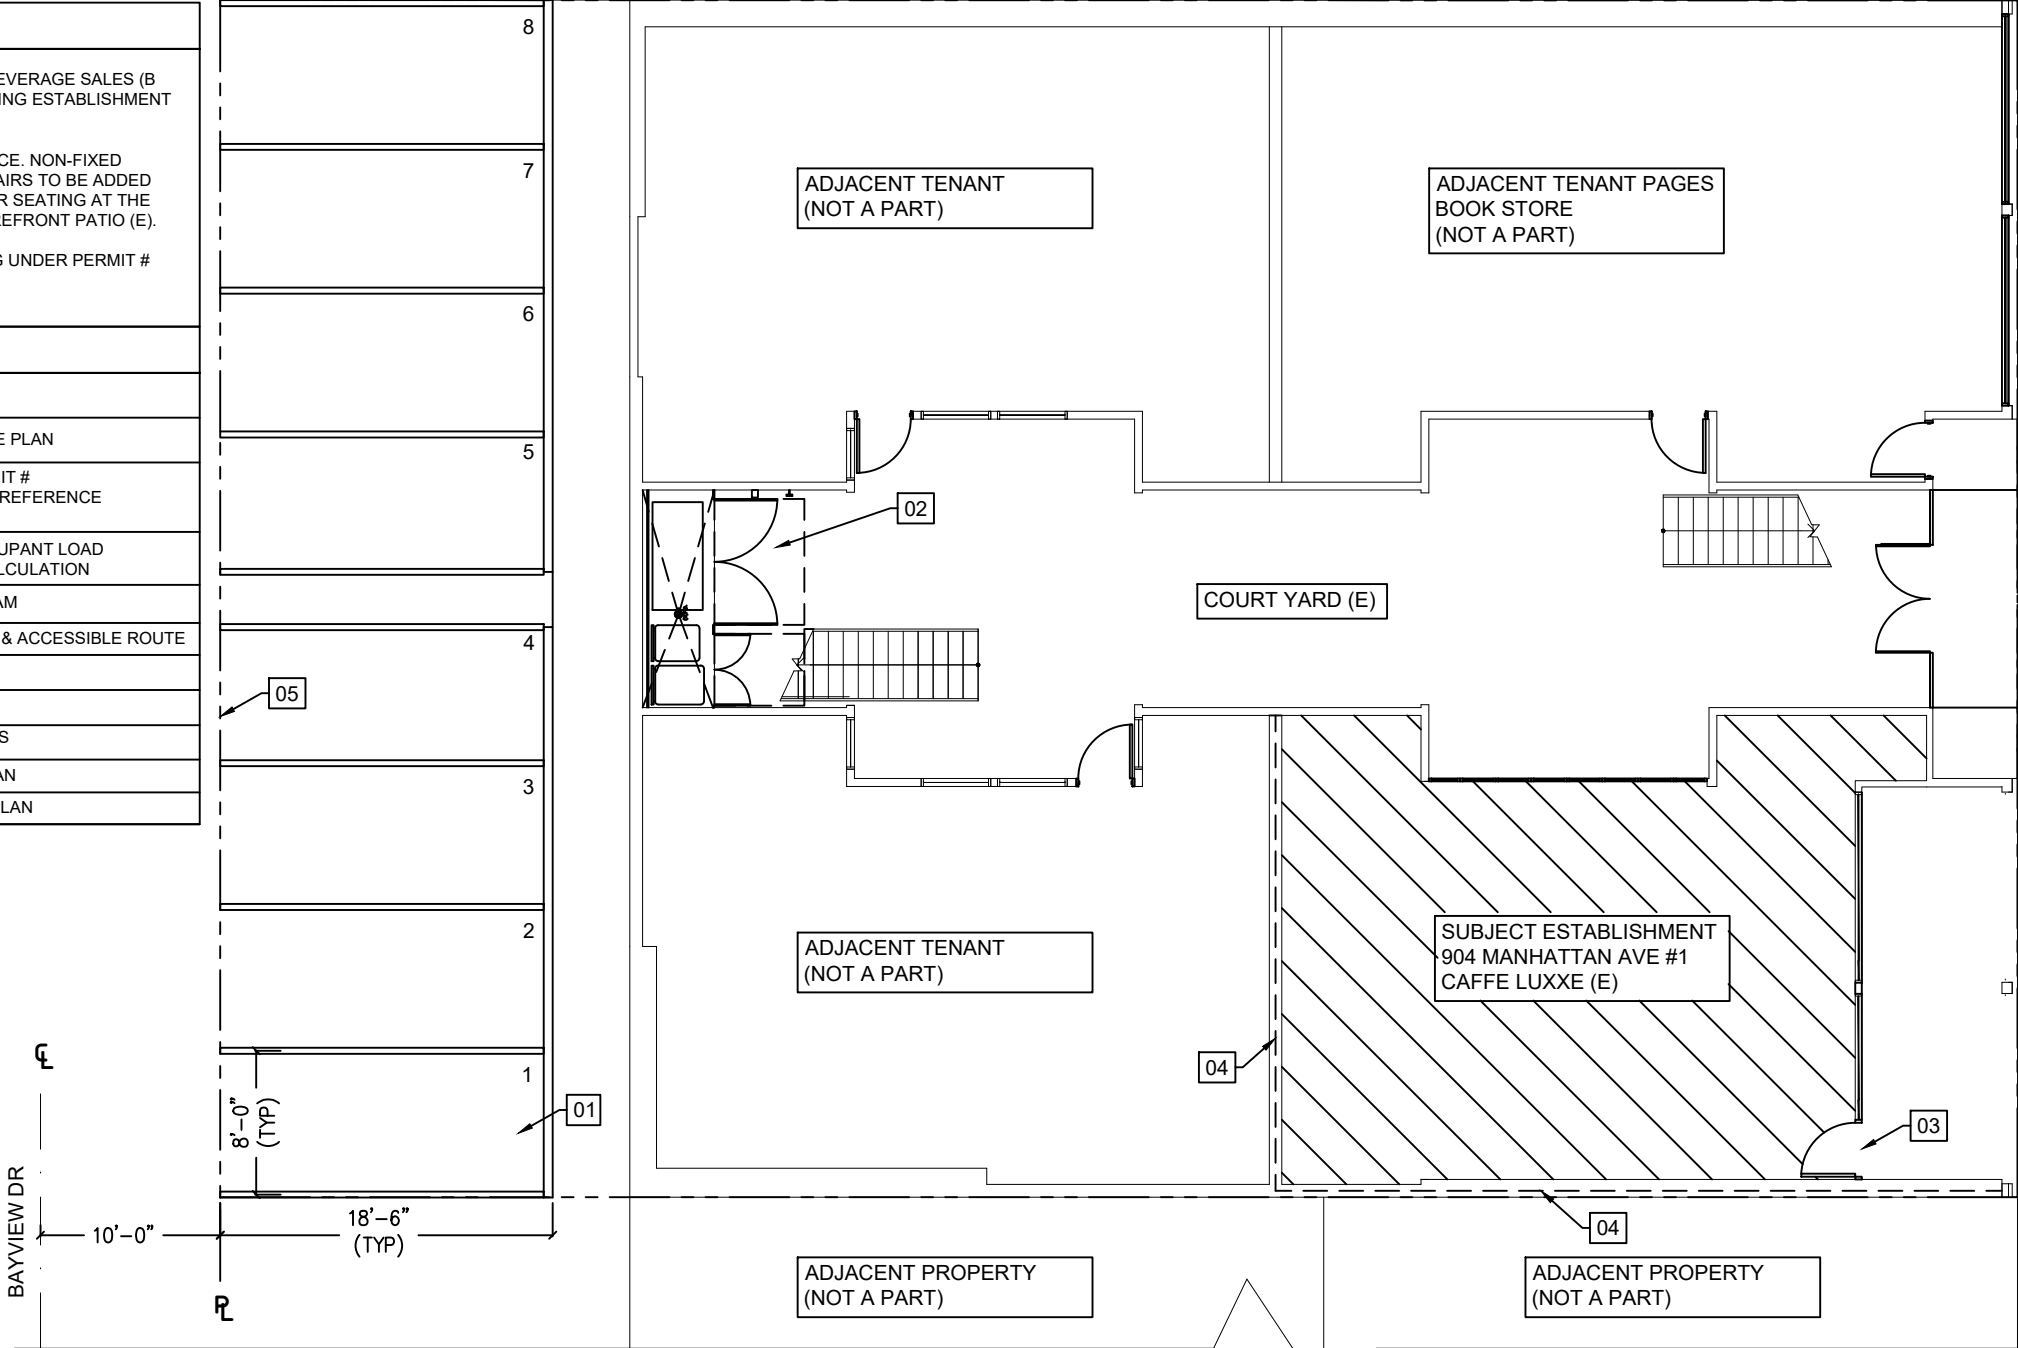 EVERAGE SALES (B
ING ESTABLISHMENT
CE. NON-FIXED
AIRS TO BE ADDED
R SEATING AT THE
REFRONT PATIO (E).
G UNDER PERMIT #
E PLAN
IT #
REFERENCE
UPANT LOAD
LCULATION
AM
& ACCESSIBLE ROUTE
S
AN
LAN
8
7
6
5
4
3
2
1
05
01
8'-0"
(TYP)
10'-0"
18'-6"
(TYP)
BAYVIEW DR
CL
PL
ADJACENT TENANT
(NOT A PART)
ADJACENT TENANT PAGES
BOOK STORE
(NOT A PART)
02
COURT YARD (E)
ADJACENT TENANT
(NOT A PART)
SUBJECT ESTABLISHMENT
904 MANHATTAN AVE #1
CAFFE LUXXE (E)
04
03
04
ADJACENT PROPERTY
(NOT A PART)
ADJACENT PROPERTY
(NOT A PART)